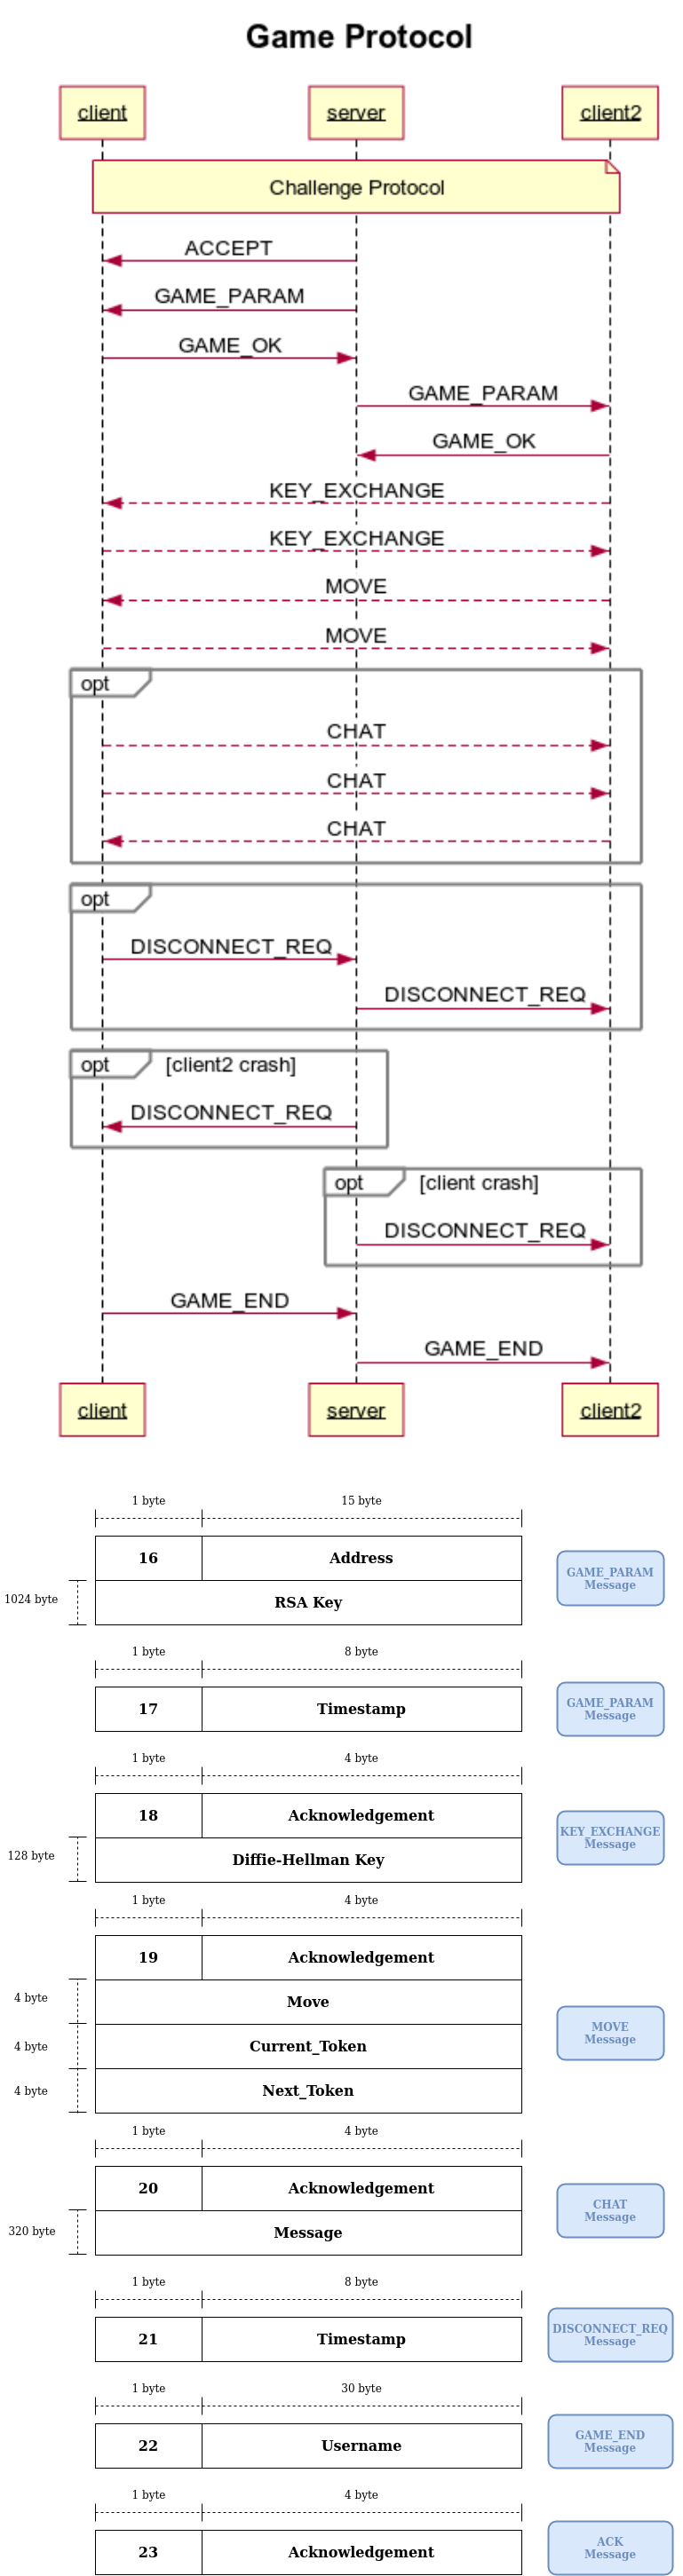 Game Protocol
client
server
client2
Challenge Protocol
ACCEPT
GAME_PARAM
GAME_OK
GAME_PARAM
GAME_OK
KEY_EXCHANGE
KEY_EXCHANGE
MOVE
MOVE
opt
CHAT
CHAT
CHAT
opt
DISCONNECT_REQ
DISCONNECT_REQ
opt [client2 crash]
DISCONNECT_REQ
opt [client crash]
DISCONNECT_REQ
GAME_END
GAME_END
client
server
client2
1 byte
15 byte
16
Address
1024 byte
RSA Key
GAME_PARAM
Message
1 byte
8 byte
17
Timestamp
GAME_PARAM
Message
1 byte
4 byte
18
Acknowledgement
128 byte
Diffie-Hellman Key
KEY_EXCHANGE
Message
1 byte
4 byte
19
Acknowledgement
4 byte
Move
4 byte
Current_Token
4 byte
Next_Token
MOVE
Message
1 byte
4 byte
20
Acknowledgement
320 byte
Message
CHAT
Message
1 byte
8 byte
21
Timestamp
DISCONNECT_REQ
Message
1 byte
30 byte
22
Username
GAME_END
Message
1 byte
4 byte
23
Acknowledgement
ACK
Message